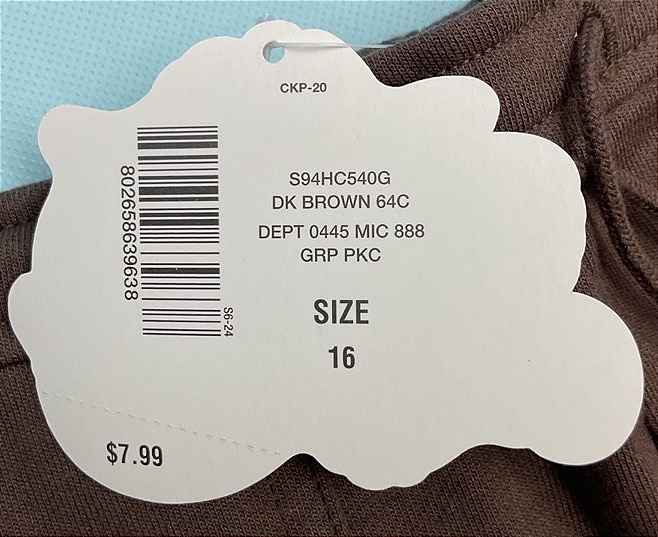 CKP-20
802658639638
S6-24
S94HC540G
DK BROWN 64C
DEPT 0445 MIC 888
GRP PKC
SIZE
16
$7.99